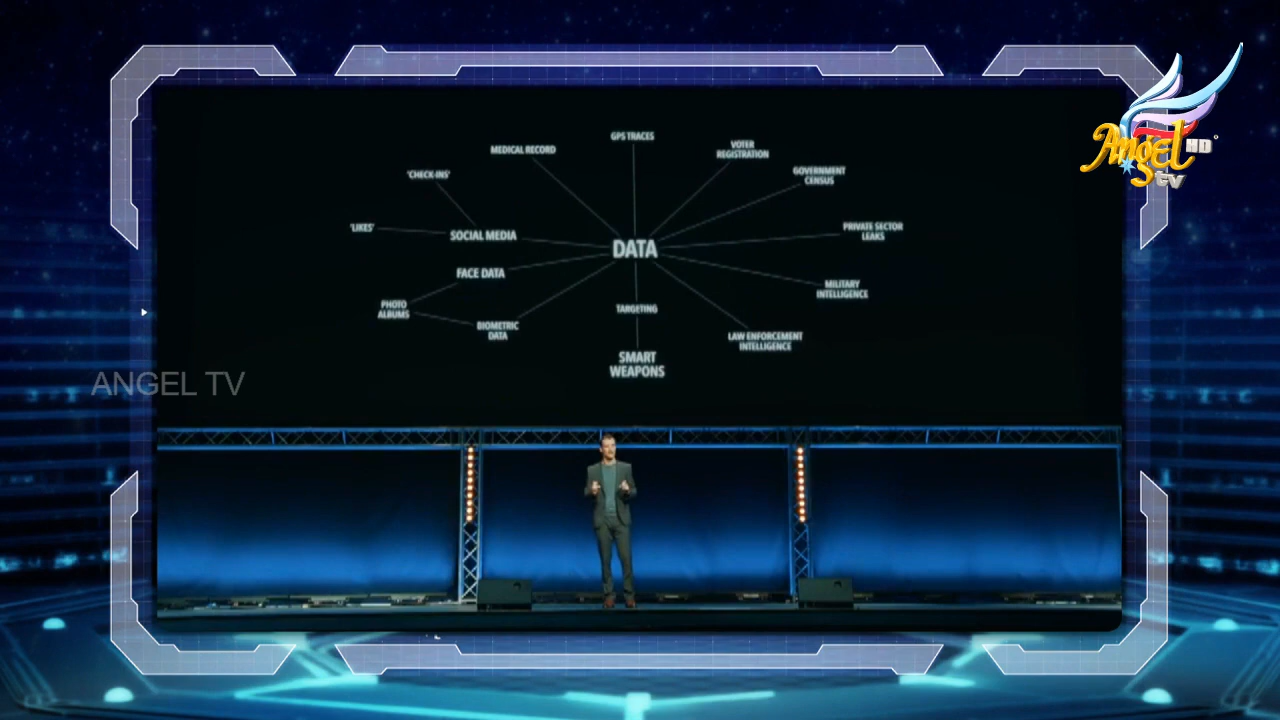 GPS TRACES
MEDICAL RECORD
VOTER
REGISTRATION
'CHECK-INS'
GOVERNMENT
CENSUS
'LIKES'
SOCIAL MEDIA
DATA
PRIVATE SECTOR
LEAKS
FACE DATA
MILITARY
INTELLIGENCE
PHOTO
ALBUMS
TARGETING
BIOMETRIC
DATA
LAW ENFORCEMENT
INTELLIGENCE
SMART
WEAPONS
Angel HD
tv
ANGEL TV